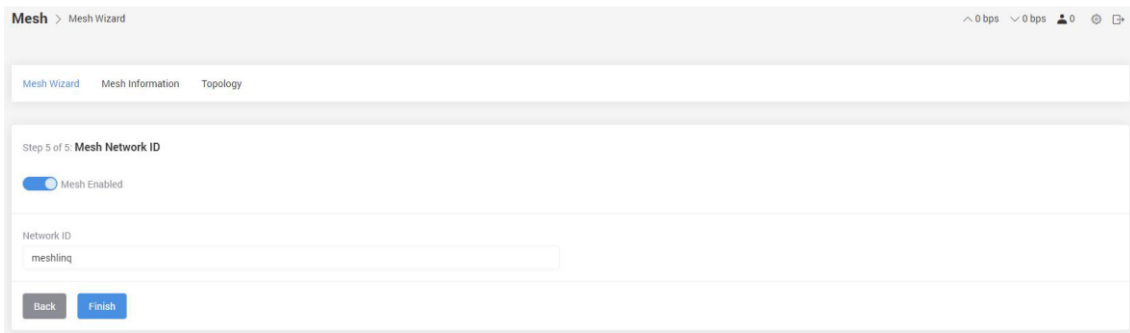 Mesh > Mesh Wizard 0 bps 0 bps 0
Mesh Wizard Mesh Information Topology
Step 5 of 5: Mesh Network ID
Mesh Enabled
Network ID
meshlinq
Back Finish